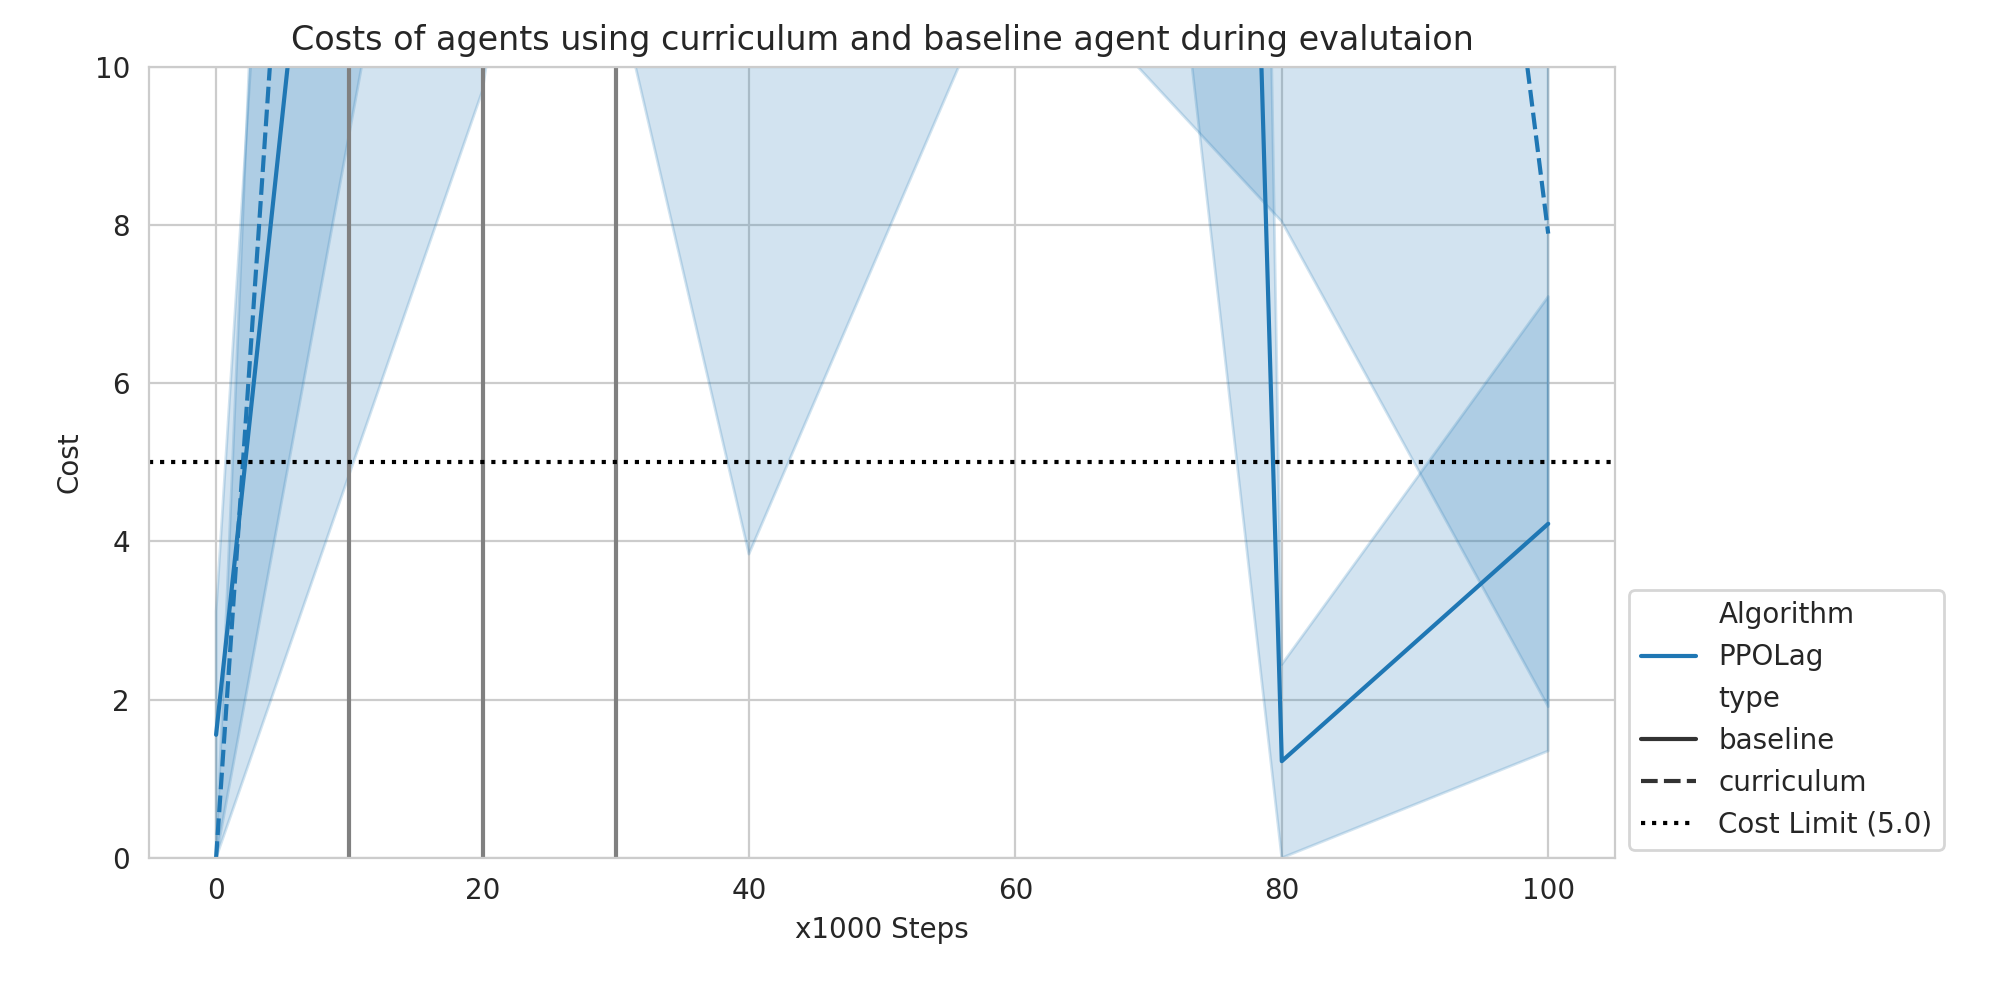 Costs of agents using curriculum and baseline agent during evalutaion
10
8
6
4
2
0
Cost
0 20 40 60 80 100
x1000 Steps
Algorithm
PPOLag
type
baseline
curriculum
Cost Limit (5.0)